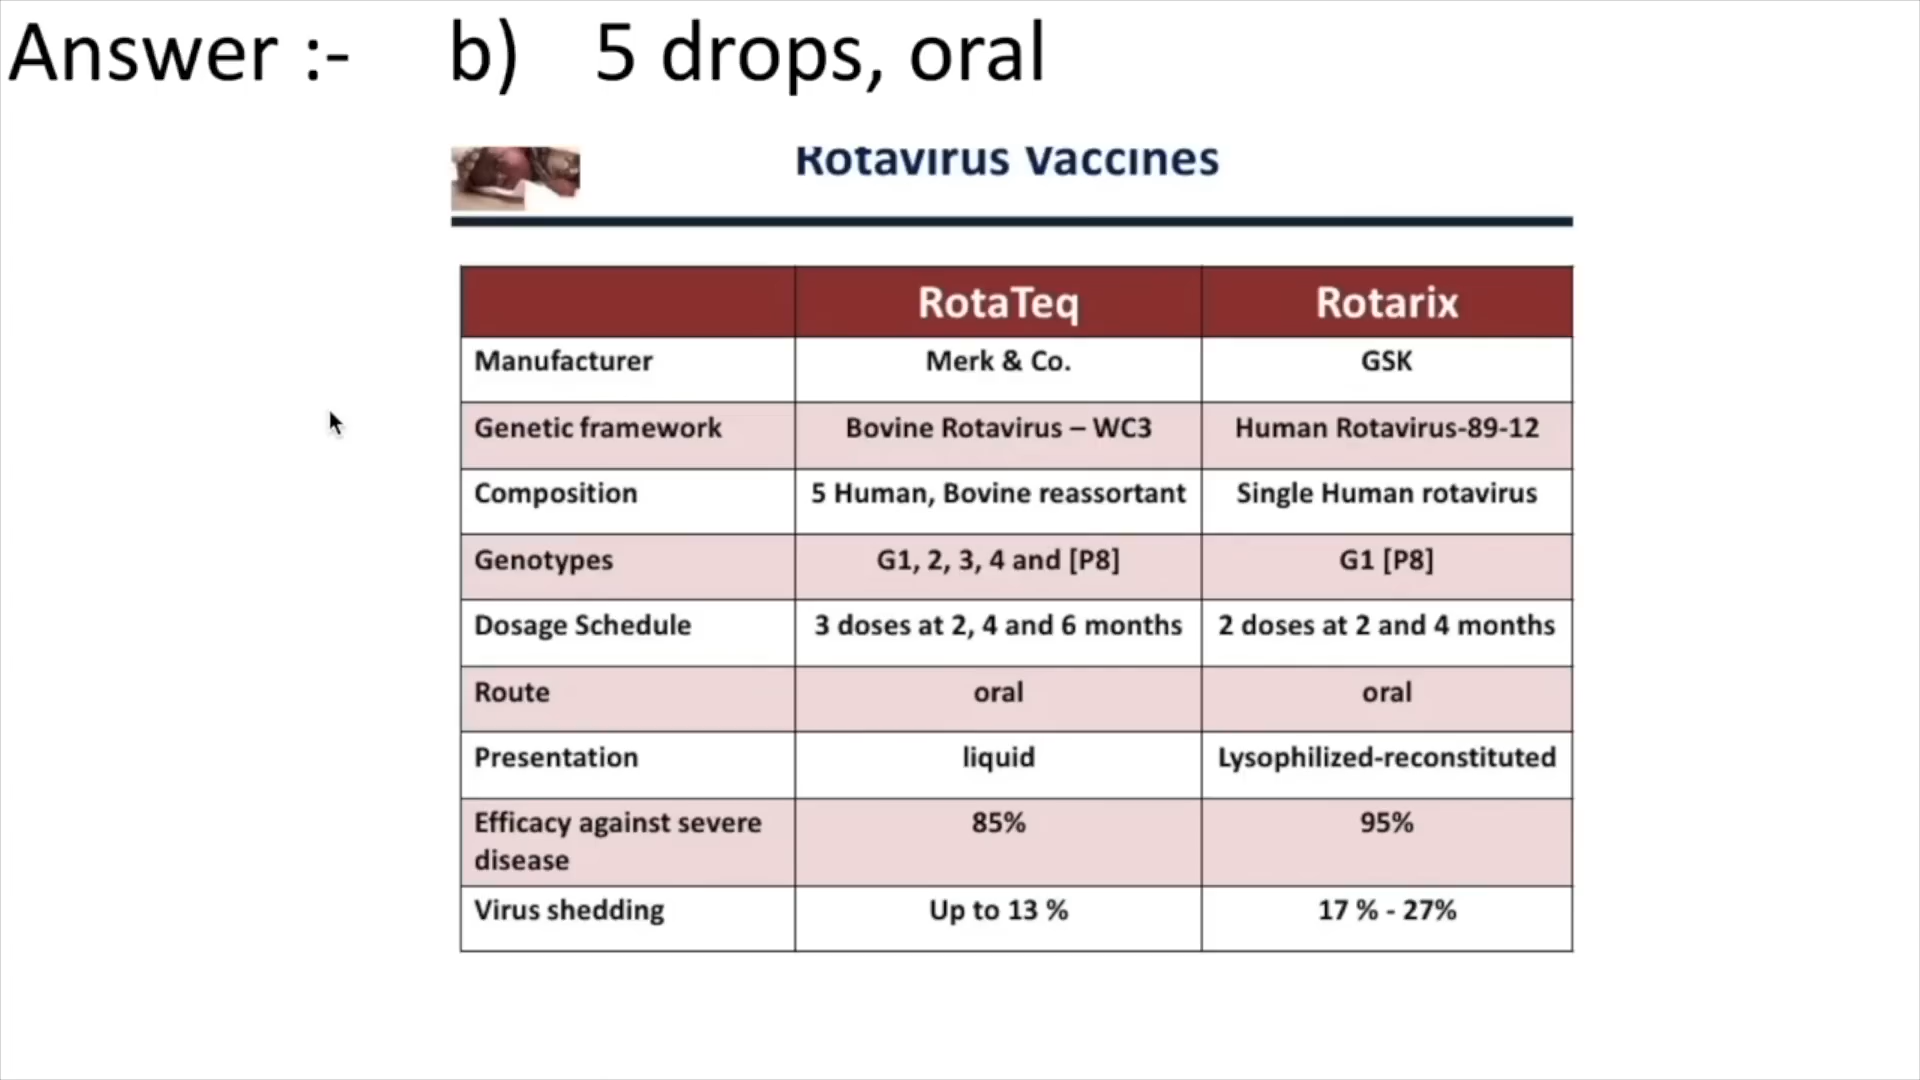 Answer :- b) 5 drops, oral
Rotavirus Vaccines
RotaTeq Rotarix
Manufacturer Merk & Co. GSK
Genetic framework Bovine Rotavirus – WC3 Human Rotavirus-89-12
Composition 5 Human, Bovine reassortant Single Human rotavirus
Genotypes G1, 2, 3, 4 and [P8] G1 [P8]
Dosage Schedule 3 doses at 2, 4 and 6 months 2 doses at 2 and 4 months
Route oral oral
Presentation liquid Lysophilized-reconstituted
Efficacy against severe 85% 95%
disease
Virus shedding Up to 13 % 17 % - 27%